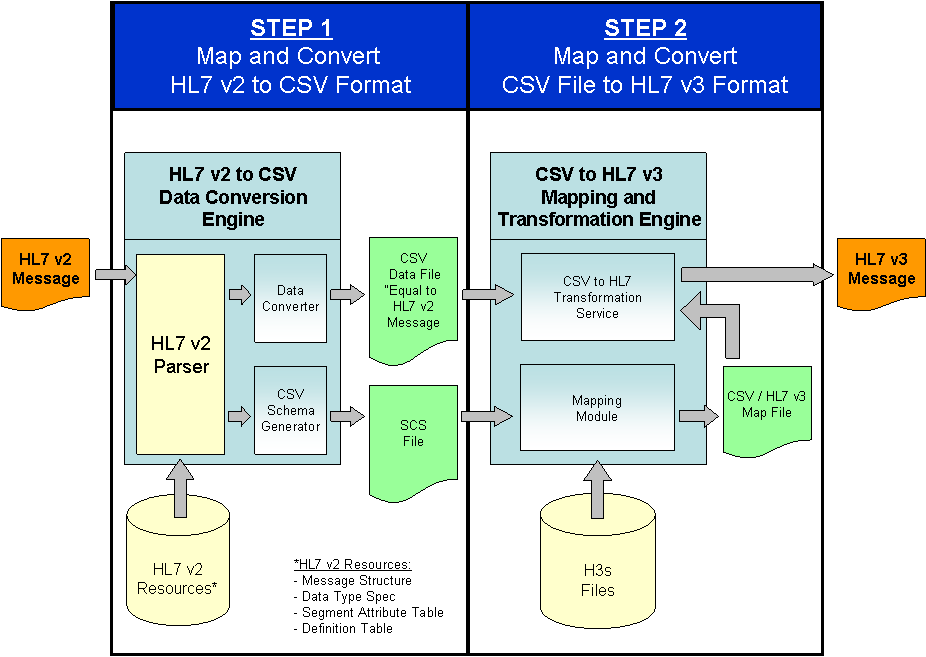 STEP 1
Map and Convert
HL7 v2 to CSV Format
STEP 2
Map and Convert
CSV File to HL7 v3 Format
HL7 v2
Message
HL7 v2 to CSV
Data Conversion
Engine
HL7 v2
Parser
Data
Converter
CSV
Schema
Generator
CSV
Data File
"Equal to
HL7 v2
Message
SCS
File
HL7 v2
Resources*
*HL7 v2 Resources:
- Message Structure
- Data Type Spec
- Segment Attribute Table
- Definition Table
CSV to HL7 v3
Mapping and
Transformation Engine
CSV to HL7
Transformation
Service
Mapping
Module
CSV / HL7 v3
Map File
H3s
Files
HL7 v3
Message